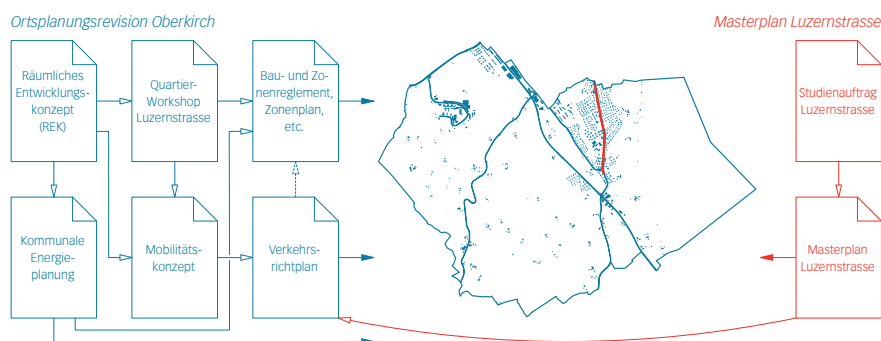 Ortsplanungsrevision Oberkirch
Masterplan Luzernstrasse
Räumliches
Entwicklungs-
konzept
(REK)
Quartier-
Workshop
Luzernstrasse
Bau- und Zo-
nenreglement,
Zonenplan,
etc.
Studienauftrag
Luzernstrasse
Kommunale
Energie-
planung
Mobilitäts-
konzept
Verkehrs-
richtplan
Masterplan
Luzernstrasse